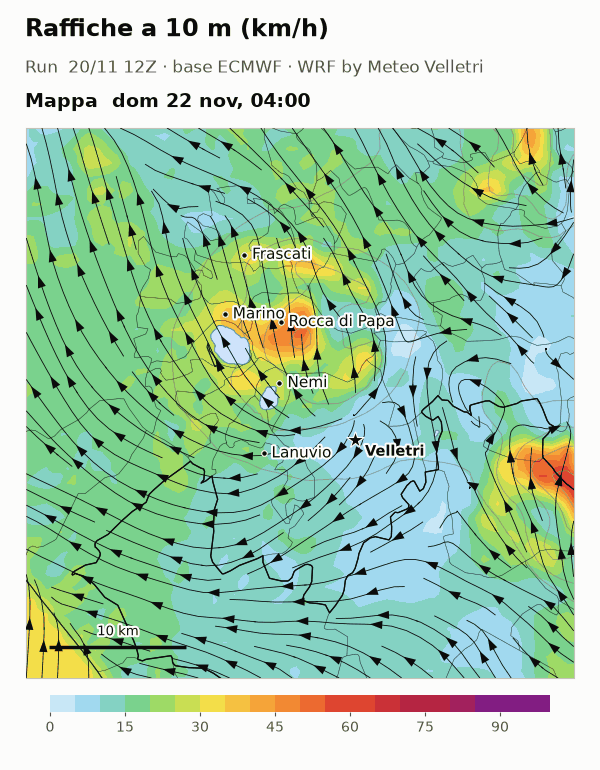 Raffiche a 10 m (km/h)
Run  20/11 12Z · base ECMWF · WRF by Meteo Velletri
Mappa  dom 22 nov, 04:00
Frascati
Marino
Rocca di Papa
Nemi
Velletri
Lanuvio
10 km
0 15 30 45 60 75 90